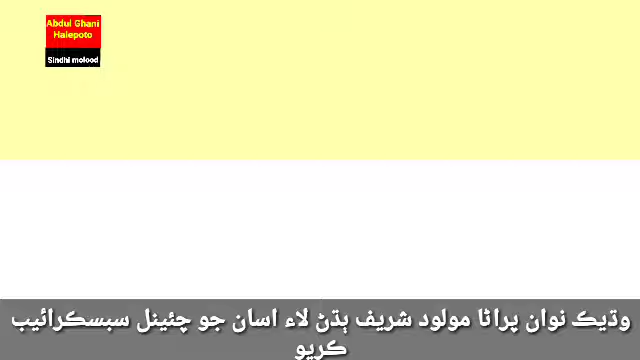 Abdul Ghani
Halepoto
Sindhi molood
وڌيڪ نوان پراڻا مولود شريف ٻڌڻ لاءِ اسان جو چئينل سبسڪرائيب
ڪريو